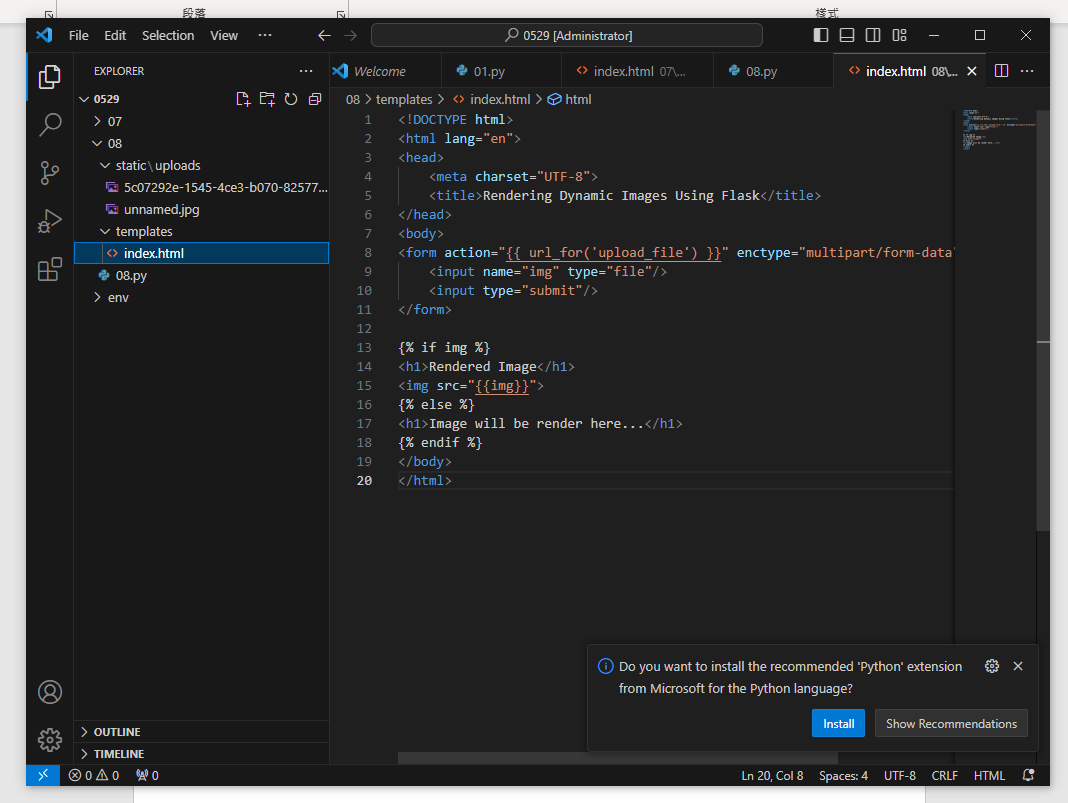 段落
樣式
File Edit Selection View ··· 0529 [Administrator]
EXPLORER
0529
07
08
static\uploads
5c07292e-1545-4ce3-b070-82577...
unnamed.jpg
templates
index.html
08.py
env
OUTLINE
TIMELINE
Welcome 01.py index.html 07\... 08.py index.html 08\...
08 > templates > index.html > html
1 <!DOCTYPE html>
2 <html lang="en">
3 <head>
4 <meta charset="UTF-8">
5 <title>Rendering Dynamic Images Using Flask</title>
6 </head>
7 <body>
8 <form action="{{ url_for('upload_file') }}" enctype="multipart/form-data"
9 <input name="img" type="file"/>
10 <input type="submit"/>
11 </form>
12
13 {% if img %}
14 <h1>Rendered Image</h1>
15 <img src="{{img}}">
16 {% else %}
17 <h1>Image will be render here...</h1>
18 {% endif %}
19 </body>
20 </html>
Do you want to install the recommended 'Python' extension
from Microsoft for the Python language?
Install Show Recommendations
0 0 0 Ln 20, Col 8 Spaces: 4 UTF-8 CRLF HTML